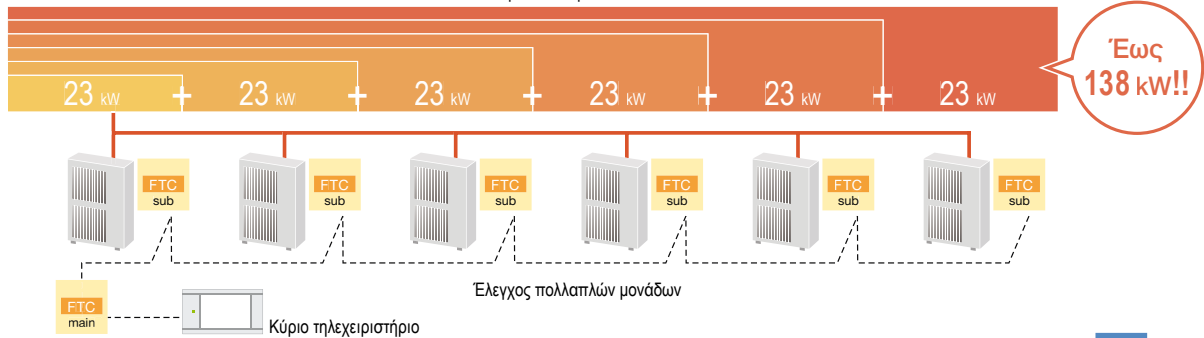 Έως
138 kW!!
23 kW + 23 kW + 23 kW + 23 kW + 23 kW + 23 kW
FTC sub FTC sub FTC sub FTC sub FTC sub FTC sub
Έλεγχος πολλαπλών μονάδων
FTC main
Κύριο τηλεχειριστήριο